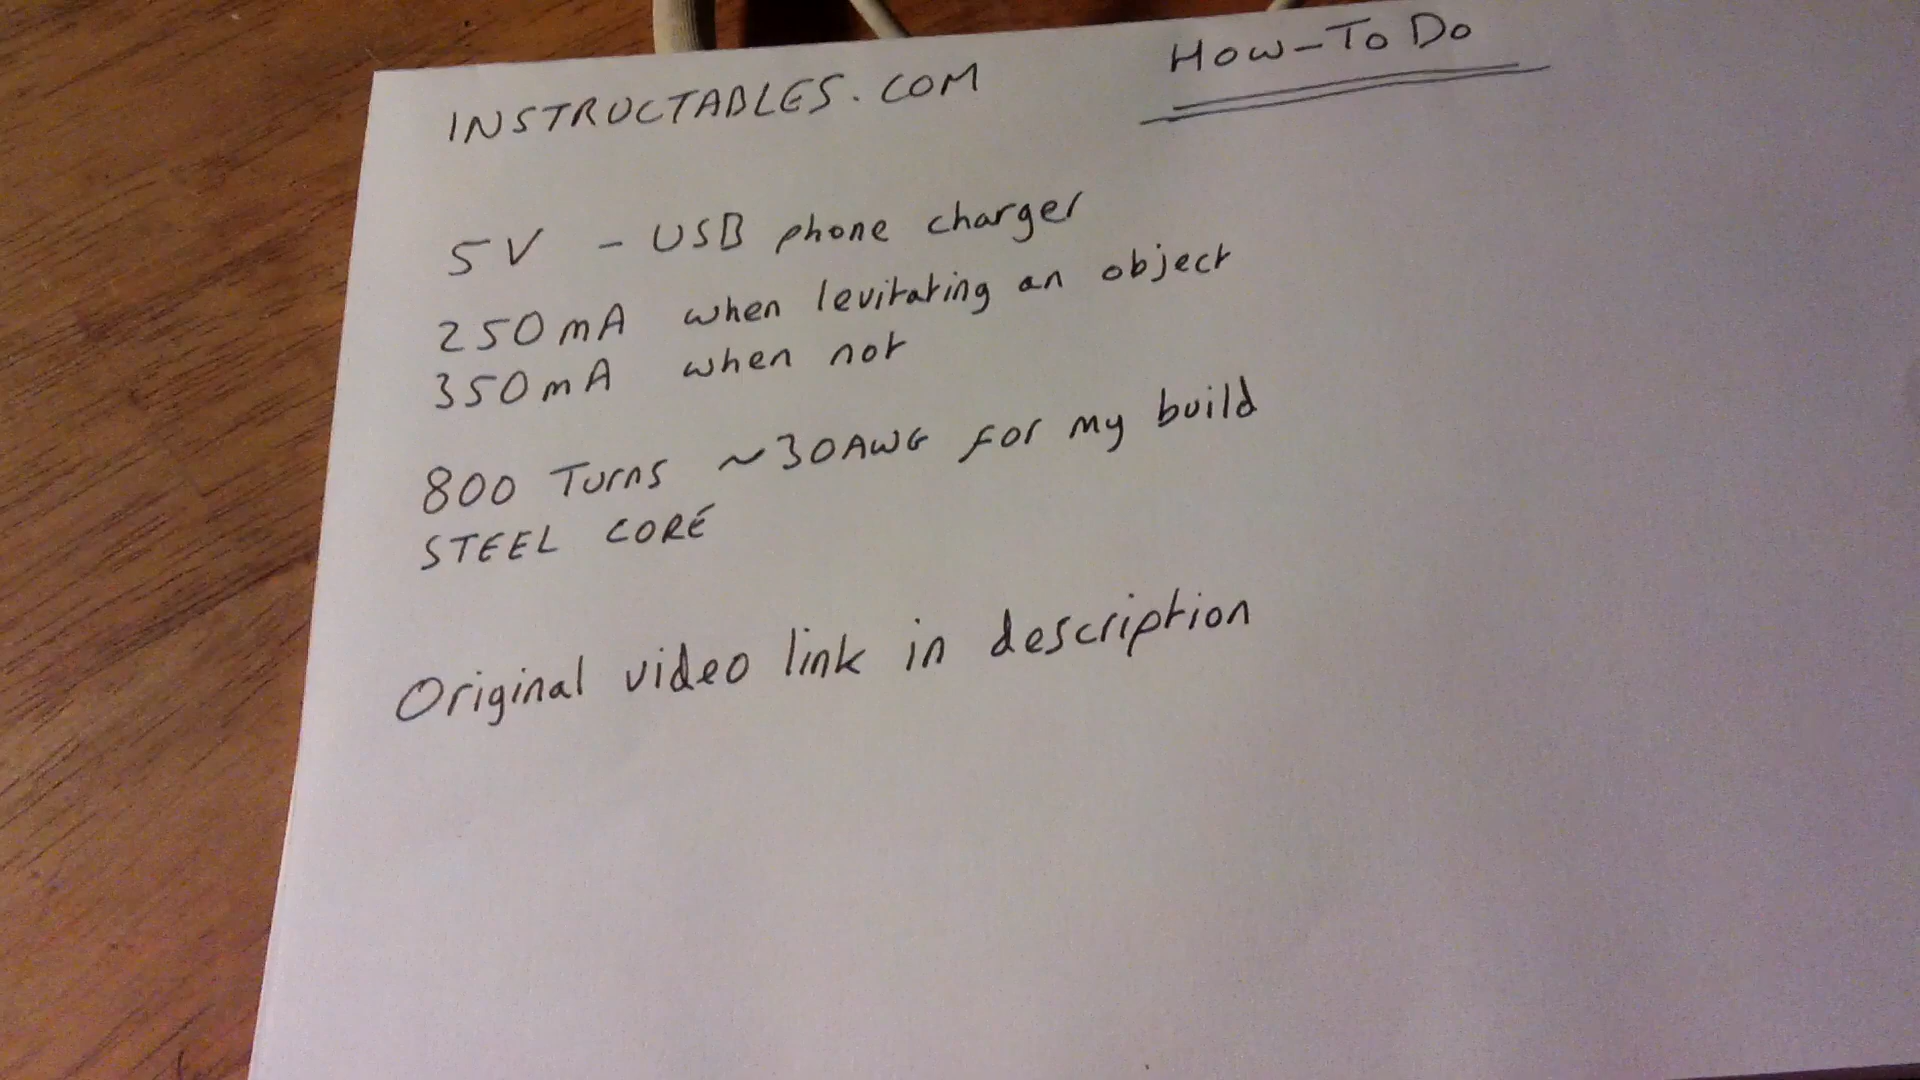 INSTRUCTABLES.COM How-To Do
5V - USB phone charger
250mA when levitating an object
350mA when not
800 Turns ~30AWG for my build
STEEL CORE
Original video link in description